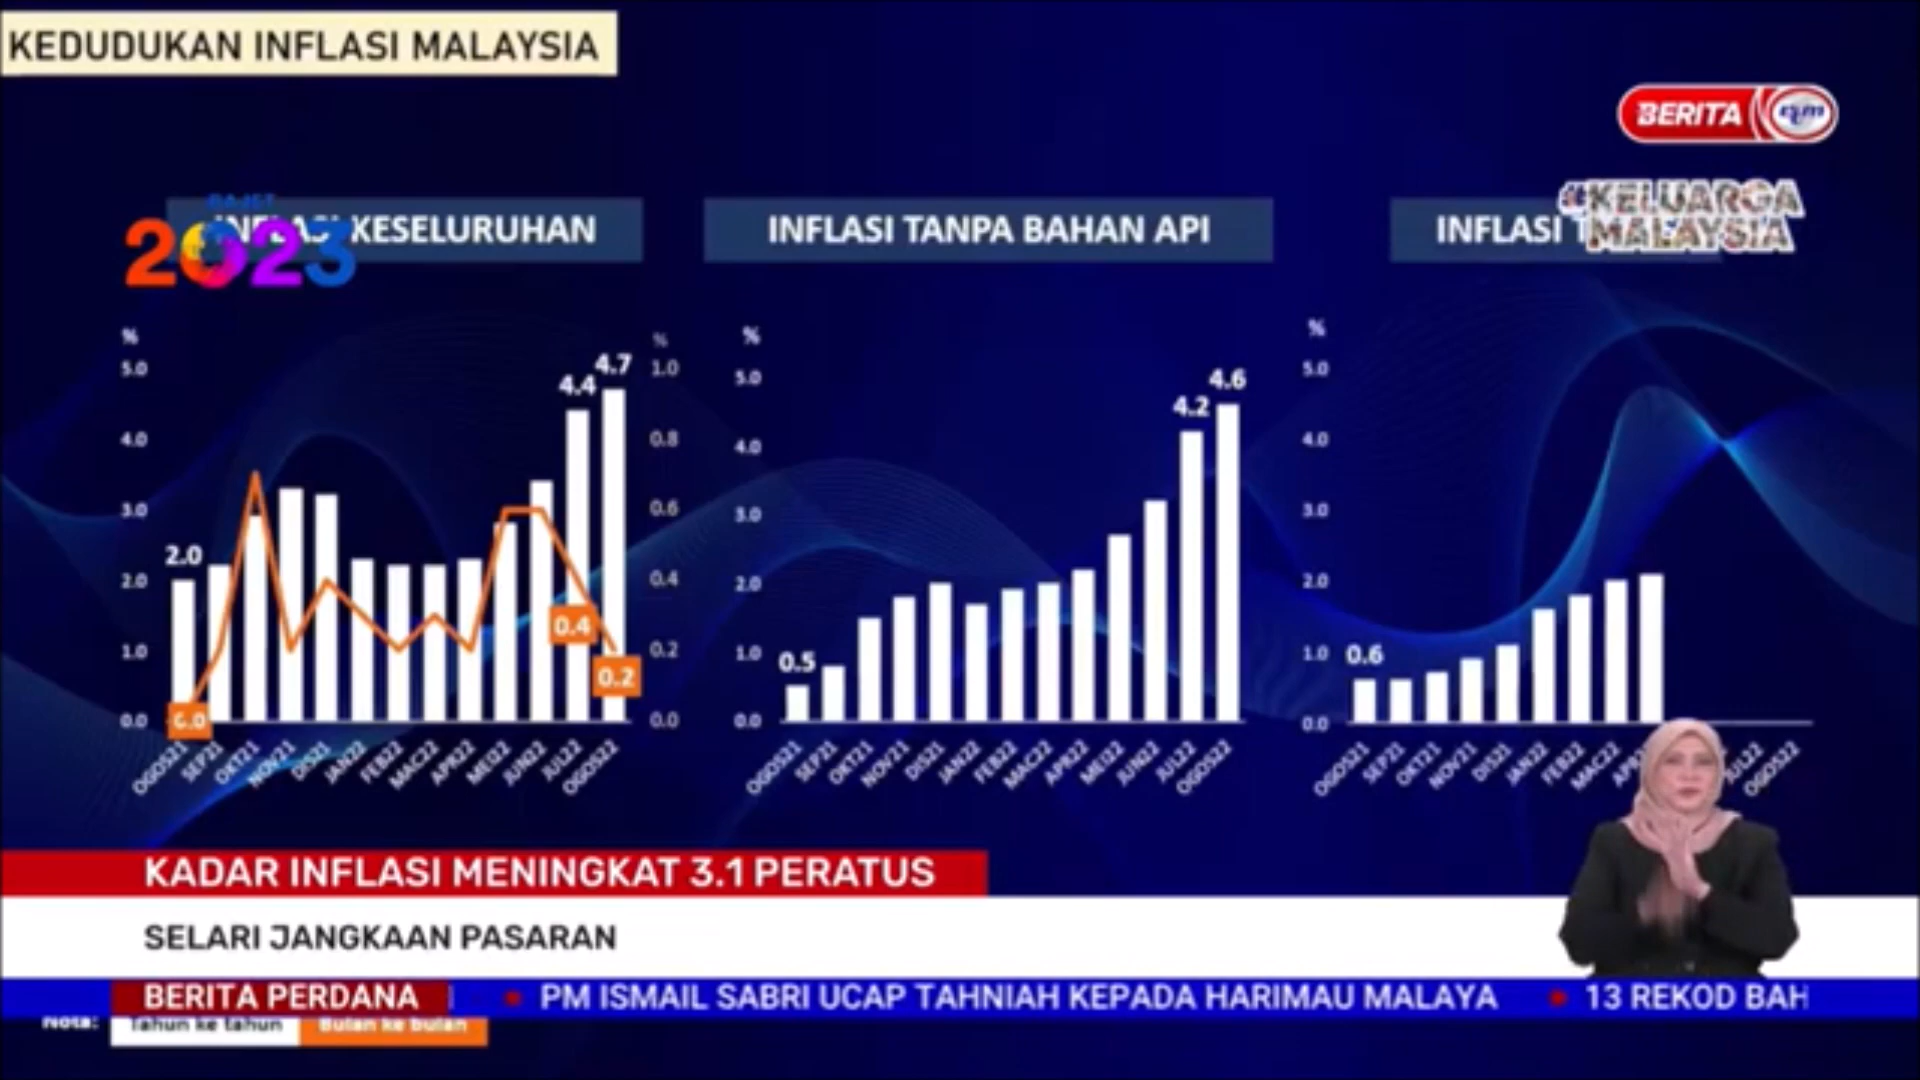 KEDUDUKAN INFLASI MALAYSIA
BERITA rtm
#KELUARGA
MALAYSIA
BAJET
2023
INFLASI KESELURUHAN
INFLASI TANPA BAHAN API
INFLASI
%
5.0
4.0
3.0
2.0
1.0
0.0
2.0
4.4
4.7
0.0
0.4
0.2
%
1.0
0.8
0.6
0.4
0.2
0.0
OGOS21 SEP21 OKT21 NOV21 DIS21 JAN22 FEB22 MAC22 APR22 MEI22 JUN22 JUL22 OGOS22
%
5.0
4.0
3.0
2.0
1.0
0.0
0.5
4.2
4.6
OGOS21 SEP21 OKT21 NOV21 DIS21 JAN22 FEB22 MAC22 APR22 MEI22 JUN22 JUL22 OGOS22
%
5.0
4.0
3.0
2.0
1.0
0.0
0.6
OGOS21 SEP21 OKT21 NOV21 DIS21 JAN22 FEB22 MAC22 JUL22 OGOS22
KADAR INFLASI MENINGKAT 3.1 PERATUS
SELARI JANGKAAN PASARAN
BERITA PERDANA
PM ISMAIL SABRI UCAP TAHNIAH KEPADA HARIMAU MALAYA
13 REKOD BAH
Nota: Tahun ke tahun Bulan ke bulan